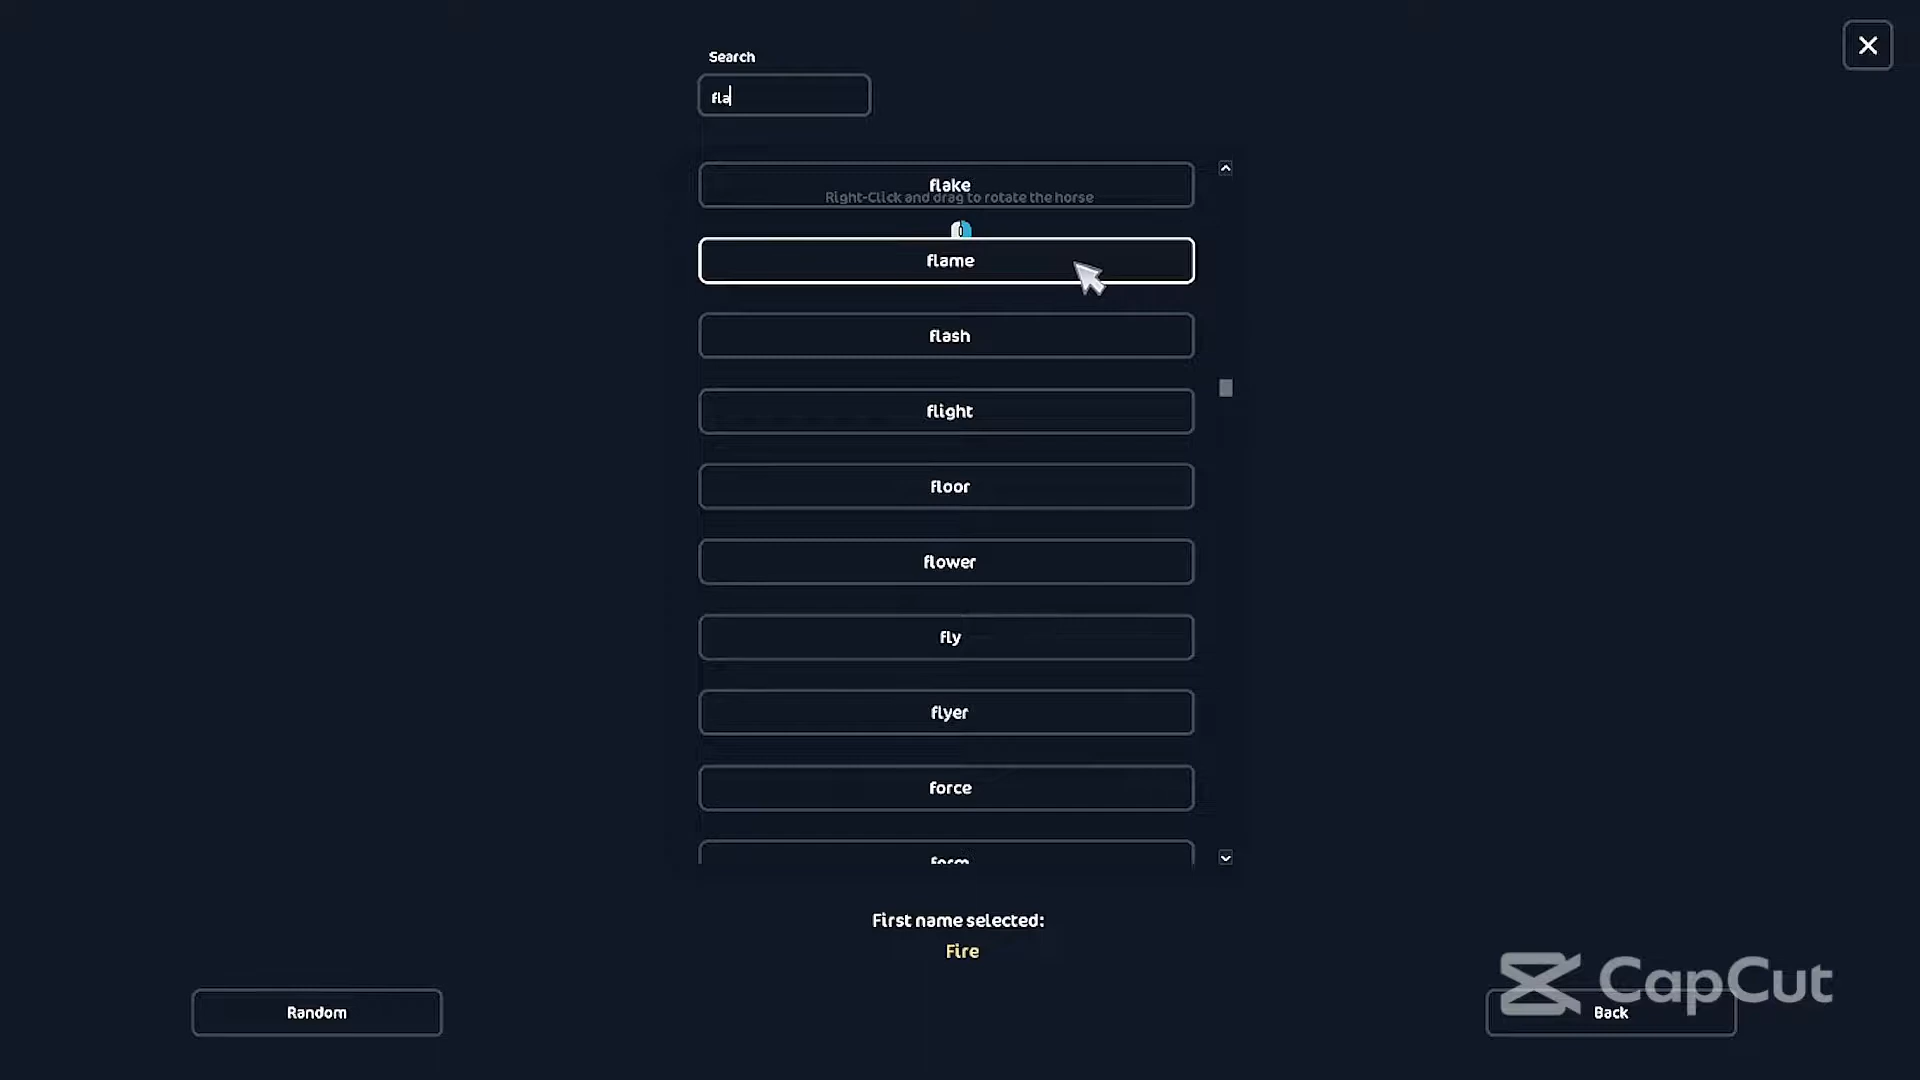 Search
fla
flake
Right-Click and drag to rotate the horse
flame
flash
flight
floor
flower
fly
flyer
force
form
First name selected:
Fire
CapCut
Random
Back